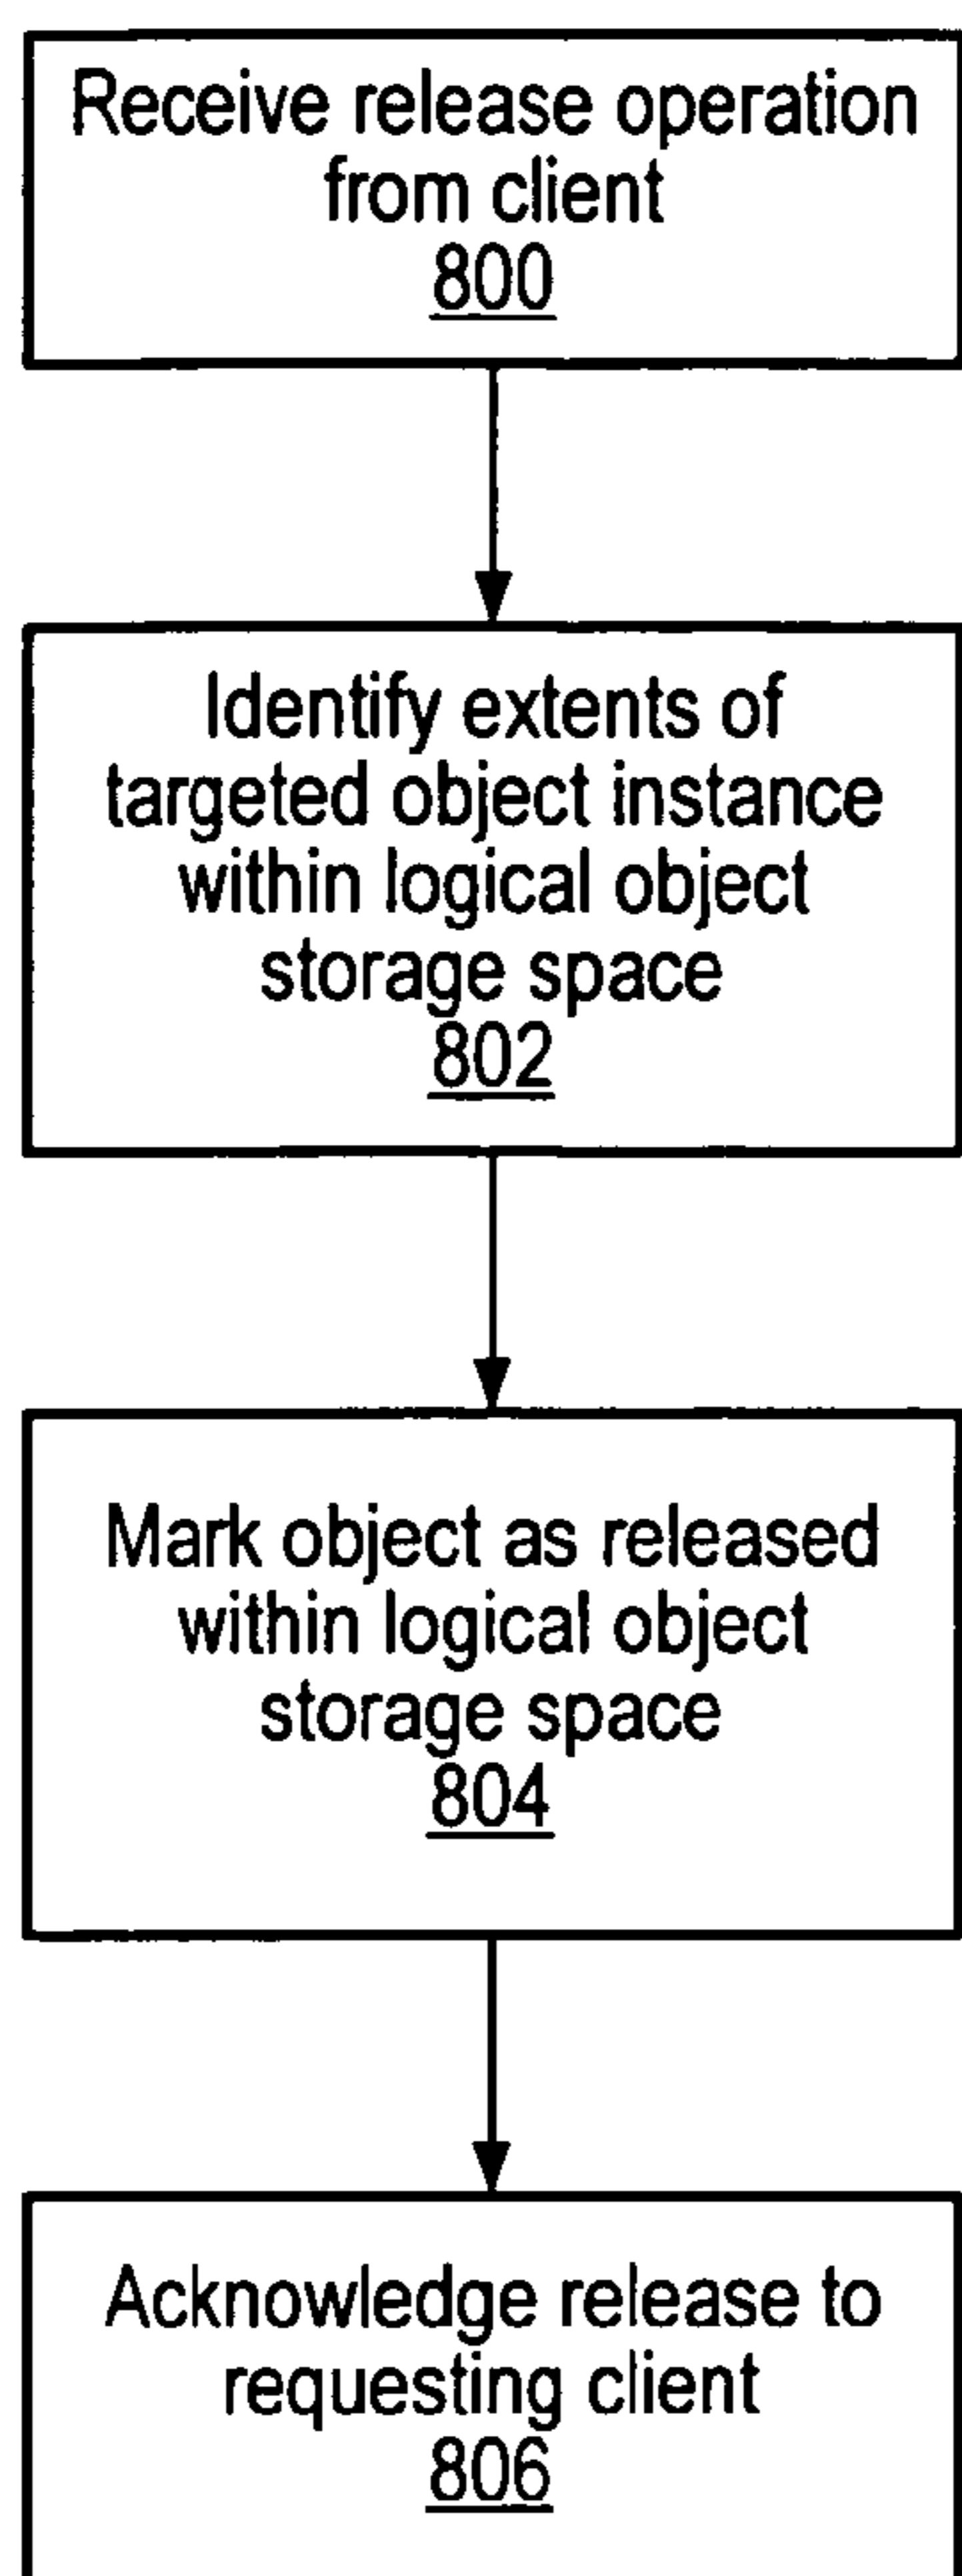 Receive release operation
from client
800
Identify extents of
targeted object instance
within logical object
storage space
802
Mark object as released
within logical object
storage space
804
Acknowledge release to
requesting client
806